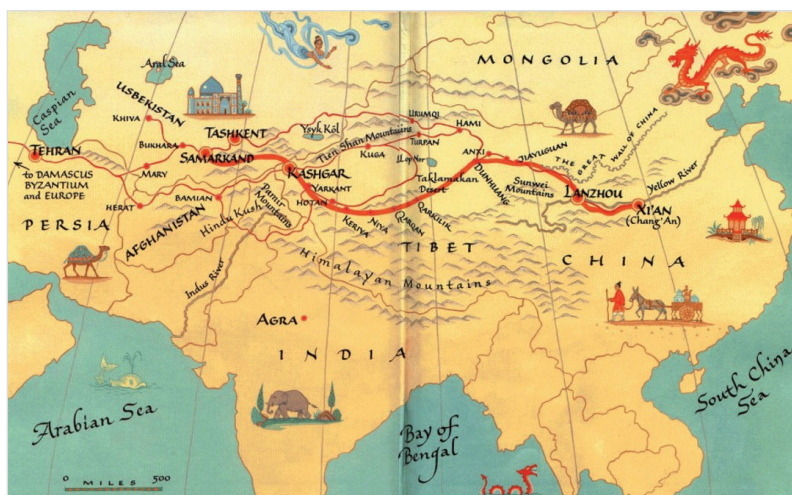 MONGOLIA
Aral Sea
Caspian
Sea
USBEKISTAN
KHIVA
TASHKENT
Ysyk Köl
URUMQI
HAMI
Tien Shan Mountains
TURPAN
THE GREAT WALL OF CHINA
TEHRAN
BUKHARA
SAMARKAND
KUGA
Lop Nor
ANXI
JIAYUGUAN
to DAMASCUS
BYZANTIUM
and EUROPE
MARY
KASHGAR
YARKANT
Taklamakan
Desert
DUNHUANG
Sunwei
Mountains
LANZHOU
Yellow River
HERAT
BAMIAN
Pamir
Mountains
HOTAN
KERIYA
NIYA
QARRAN
QARKILIK
XI'AN
(Chang'An)
PERSIA
AFGHANISTAN
Hindu Kush
TIBET
CHINA
Himalayan Mountains
Indus River
AGRA
INDIA
Arabian Sea
Bay of
Bengal
South China
Sea
0 MILES 500